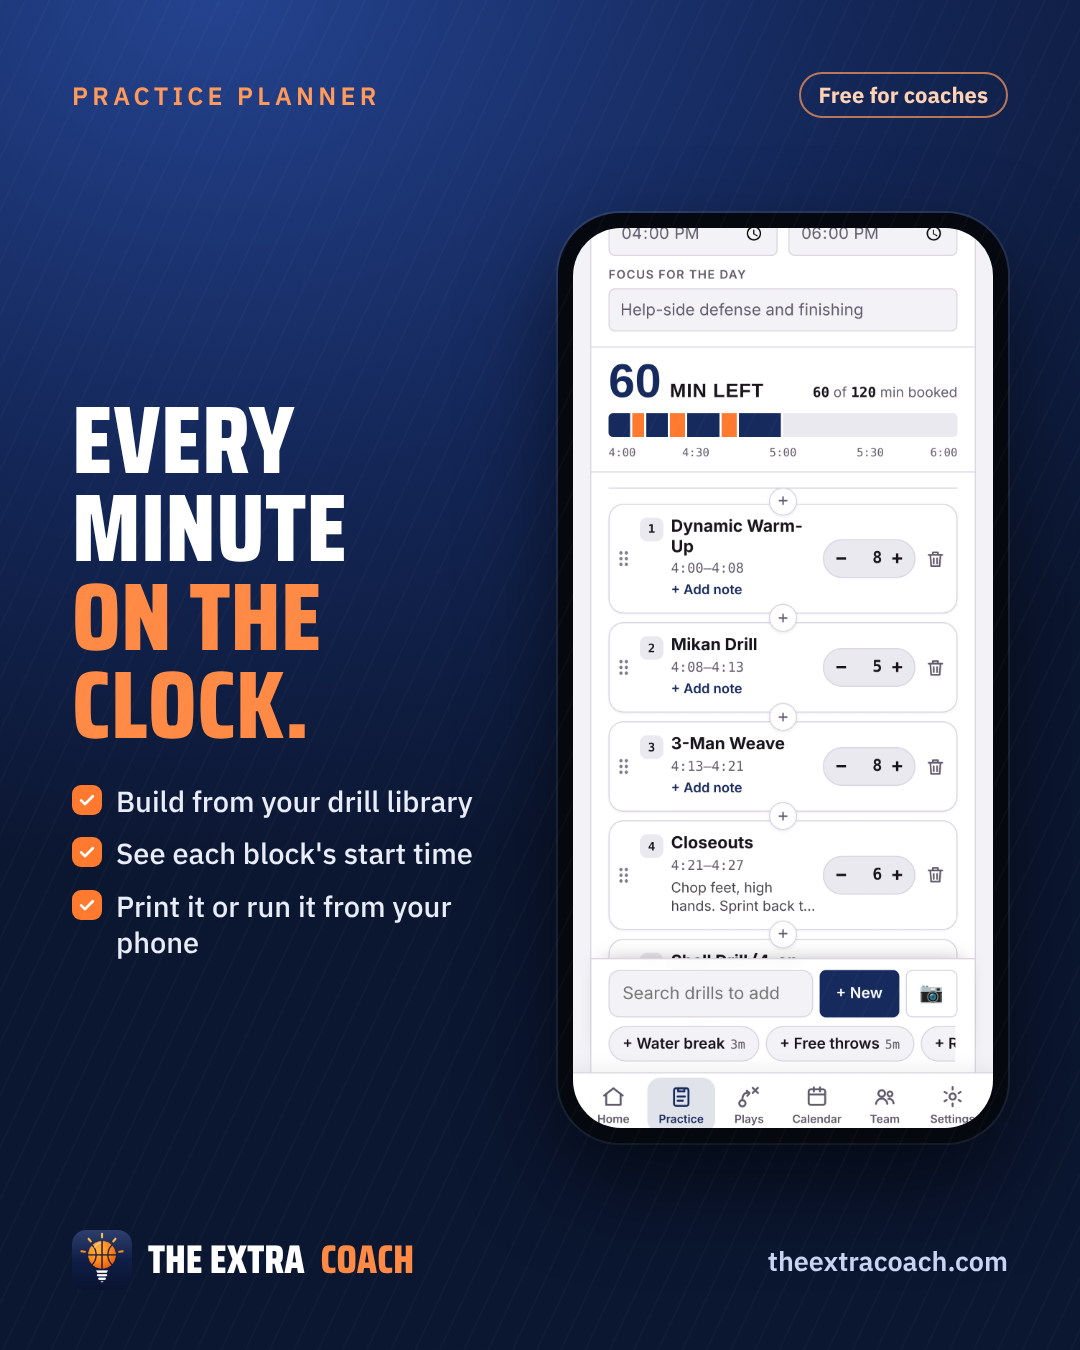 PRACTICE PLANNER
Free for coaches
EVERY
MINUTE
ON THE
CLOCK.
Build from your drill library
See each block's start time
Print it or run it from your
phone
04:00 PM
06:00 PM
FOCUS FOR THE DAY
Help-side defense and finishing
60 MIN LEFT
60 of 120 min booked
4:00 4:30 5:00 5:30 6:00
+
1 Dynamic Warm-
Up
4:00–4:08
+ Add note
− 8 +
+
2 Mikan Drill
4:08–4:13
+ Add note
− 5 +
+
3 3-Man Weave
4:13–4:21
+ Add note
− 8 +
+
4 Closeouts
4:21–4:27
Chop feet, high
hands. Sprint back t...
− 6 +
+
Search drills to add
+ New
+ Water break 3m
+ Free throws 5m
+ R
Home
Practice
Plays
Calendar
Team
Settings
THE EXTRA COACH
theextracoach.com